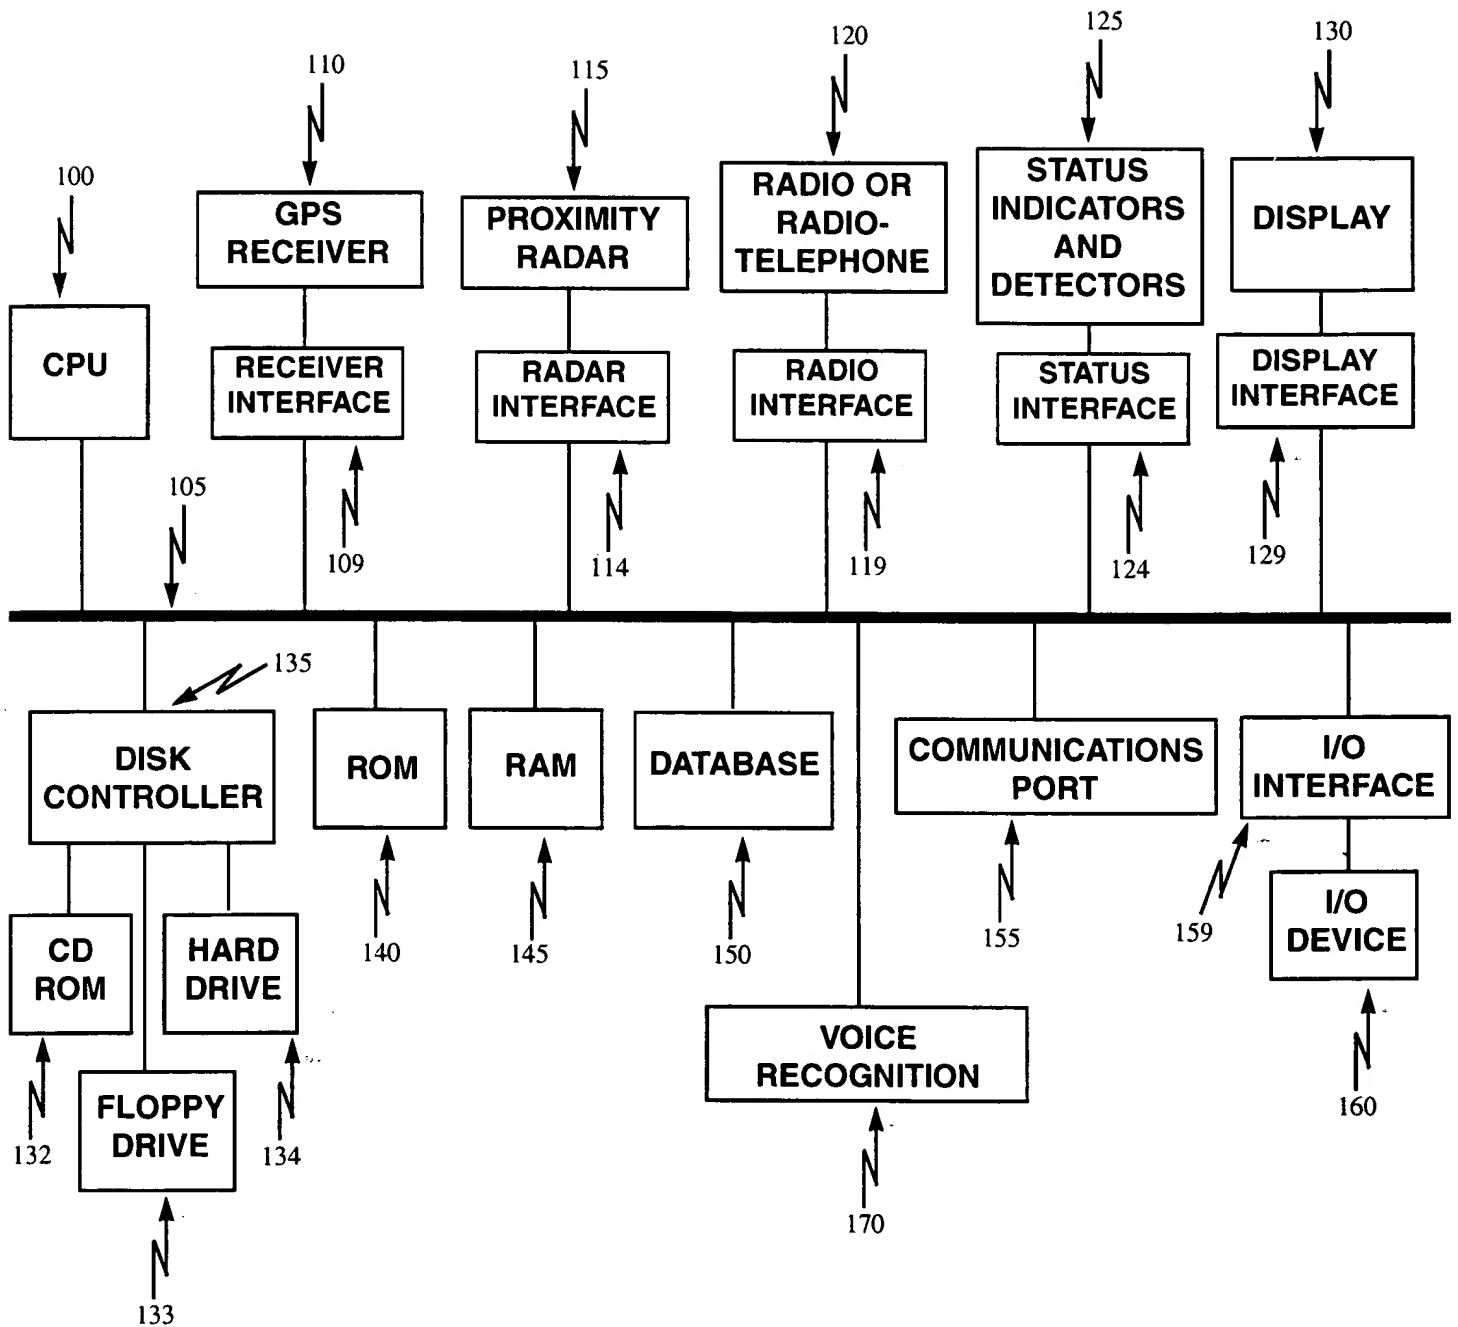 125
130
120
110
115
100
GPS
RECEIVER
PROXIMITY
RADAR
RADIO OR
RADIO-
TELEPHONE
STATUS
INDICATORS
AND
DETECTORS
DISPLAY
CPU
RECEIVER
INTERFACE
RADAR
INTERFACE
RADIO
INTERFACE
STATUS
INTERFACE
DISPLAY
INTERFACE
105
109
114
119
124
129
135
DISK
CONTROLLER
ROM
RAM
DATABASE
COMMUNICATIONS
PORT
I/O
INTERFACE
140
145
150
155
159
I/O
DEVICE
CD
ROM
HARD
DRIVE
VOICE
RECOGNITION
160
FLOPPY
DRIVE
132
134
170
133